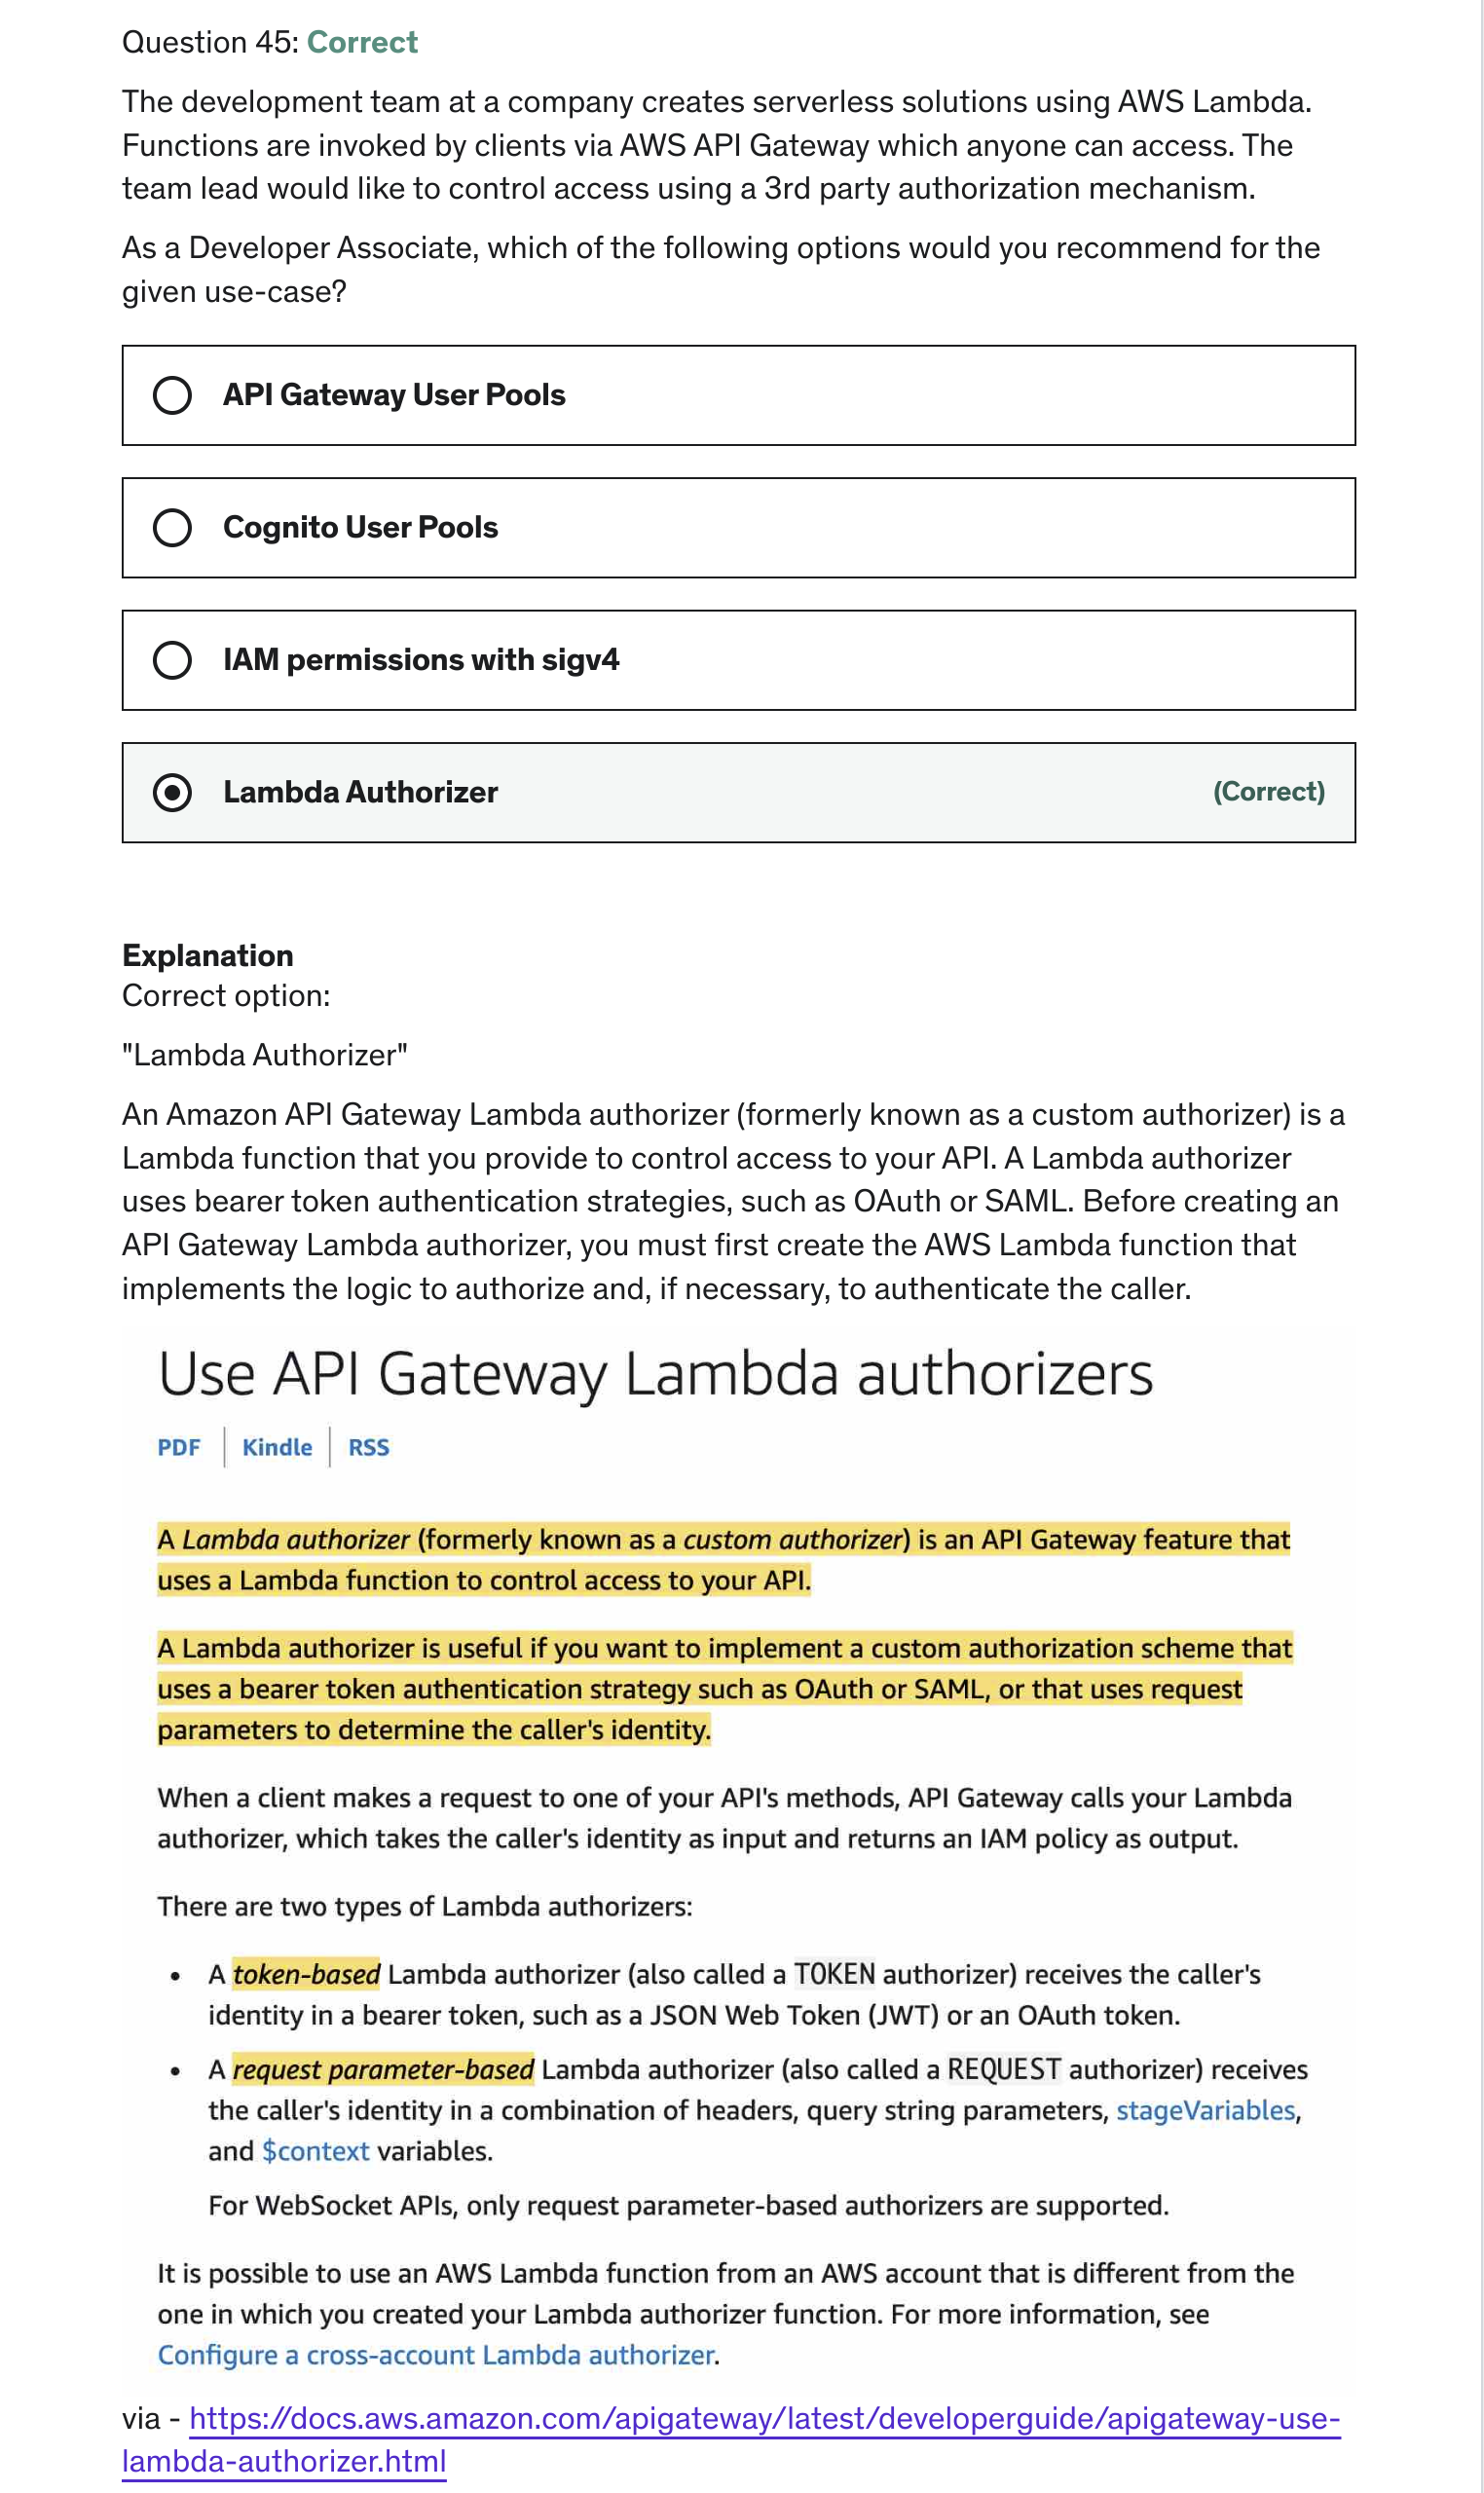 Question 45: Correct
The development team at a company creates serverless solutions using AWS Lambda.
Functions are invoked by clients via AWS API Gateway which anyone can access. The
team lead would like to control access using a 3rd party authorization mechanism.
As a Developer Associate, which of the following options would you recommend for the
given use-case?
API Gateway User Pools
Cognito User Pools
IAM permissions with sigv4
Lambda Authorizer (Correct)
Explanation
Correct option:
"Lambda Authorizer"
An Amazon API Gateway Lambda authorizer (formerly known as a custom authorizer) is a
Lambda function that you provide to control access to your API. A Lambda authorizer
uses bearer token authentication strategies, such as OAuth or SAML. Before creating an
API Gateway Lambda authorizer, you must first create the AWS Lambda function that
implements the logic to authorize and, if necessary, to authenticate the caller.
Use API Gateway Lambda authorizers
PDF Kindle RSS
A Lambda authorizer (formerly known as a custom authorizer) is an API Gateway feature that
uses a Lambda function to control access to your API.
A Lambda authorizer is useful if you want to implement a custom authorization scheme that
uses a bearer token authentication strategy such as OAuth or SAML, or that uses request
parameters to determine the caller's identity.
When a client makes a request to one of your API's methods, API Gateway calls your Lambda
authorizer, which takes the caller's identity as input and returns an IAM policy as output.
There are two types of Lambda authorizers:
• A token-based Lambda authorizer (also called a TOKEN authorizer) receives the caller's
identity in a bearer token, such as a JSON Web Token (JWT) or an OAuth token.
• A request parameter-based Lambda authorizer (also called a REQUEST authorizer) receives
the caller's identity in a combination of headers, query string parameters, stageVariables,
and $context variables.
For WebSocket APIs, only request parameter-based authorizers are supported.
It is possible to use an AWS Lambda function from an AWS account that is different from the
one in which you created your Lambda authorizer function. For more information, see
Configure a cross-account Lambda authorizer.
via - https://docs.aws.amazon.com/apigateway/latest/developerguide/apigateway-use-
lambda-authorizer.html